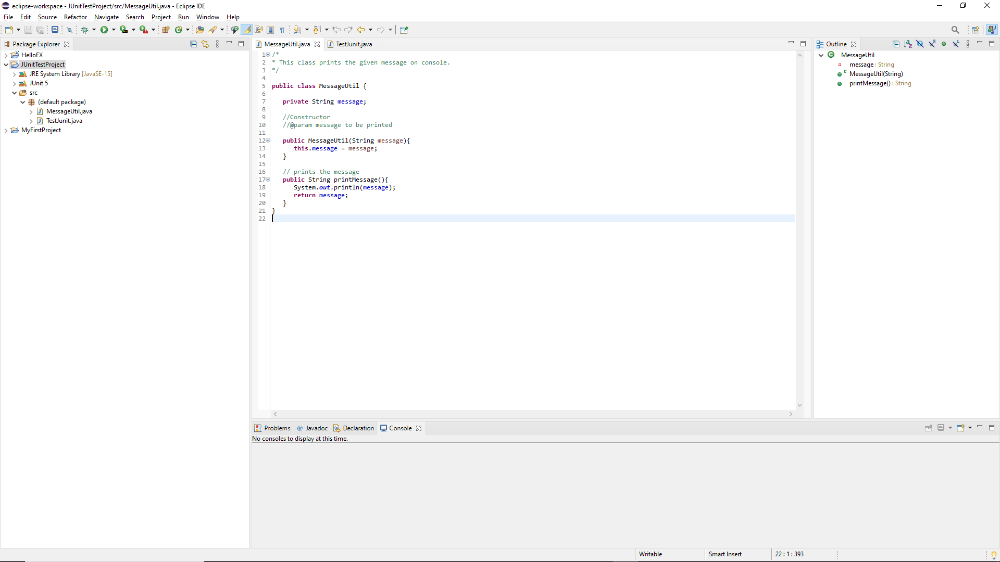 eclipse-workspace - JUnitTestProject/src/MessageUtil.java - Eclipse IDE
File Edit Source Refactor Navigate Search Project Run Window Help
Package Explorer
HelloFX
JUnitTestProject
JRE System Library [JavaSE-15]
JUnit 5
src
(default package)
MessageUtil.java
TestJunit.java
MyFirstProject
MessageUtil.java TestJunit.java
1 /*
2 * This class prints the given message on console.
3 */
4
5 public class MessageUtil {
6
7 private String message;
8
9 //Constructor
10 //@param message to be printed
11
12 public MessageUtil(String message){
13 this.message = message;
14 }
15
16 // prints the message
17 public String printMessage(){
18 System.out.println(message);
19 return message;
20 }
21 }
22
Outline
MessageUtil
message : String
MessageUtil(String)
printMessage() : String
Problems @ Javadoc Declaration Console
No consoles to display at this time.
Writable Smart Insert 22 : 1 : 393